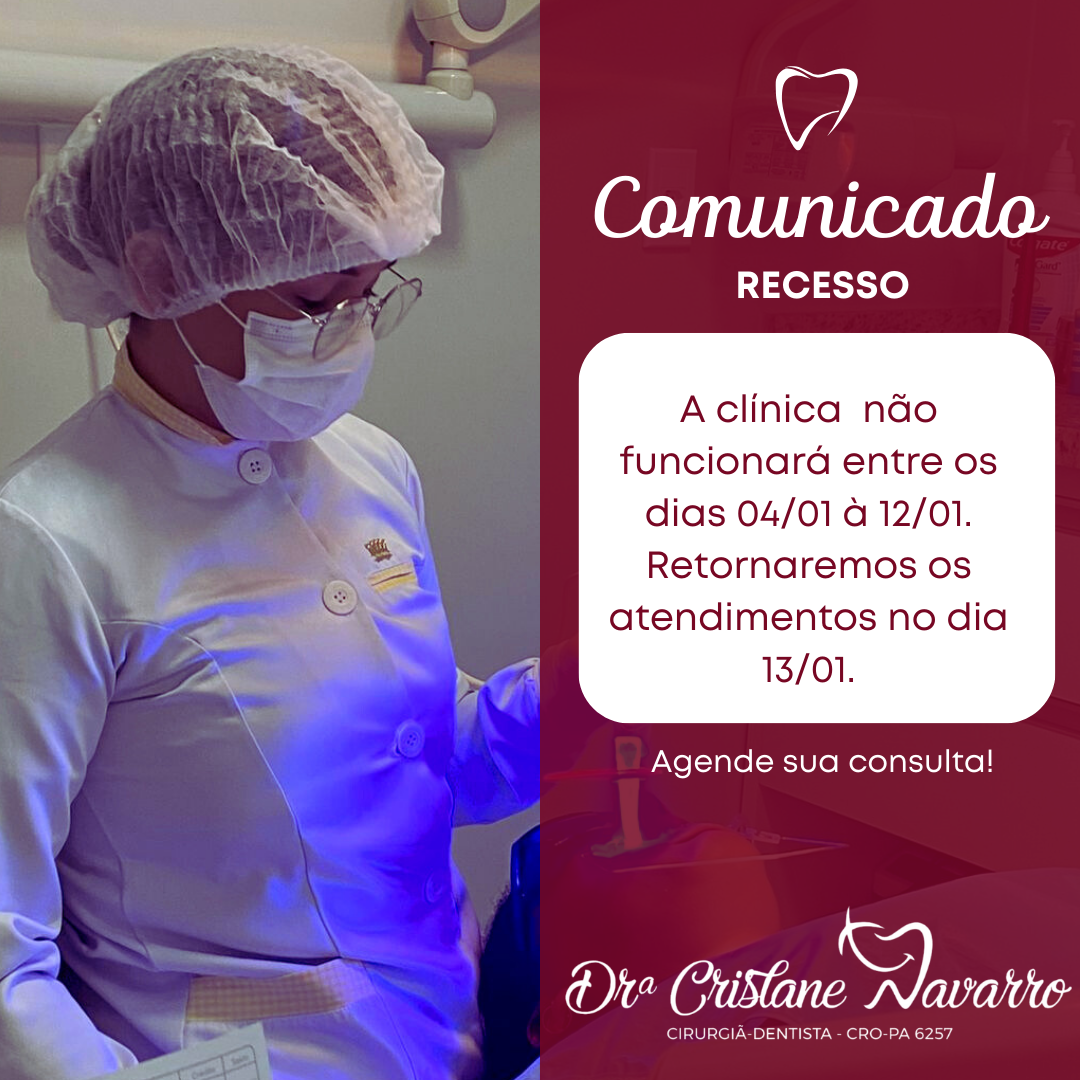 Comunicado
RECESSO
A clínica não
funcionará entre os
dias 04/01 à 12/01.
Retornaremos os
atendimentos no dia
13/01.
Agende sua consulta!
Drª Cristane Navarro
CIRURGIÃ-DENTISTA - CRO-PA 6257